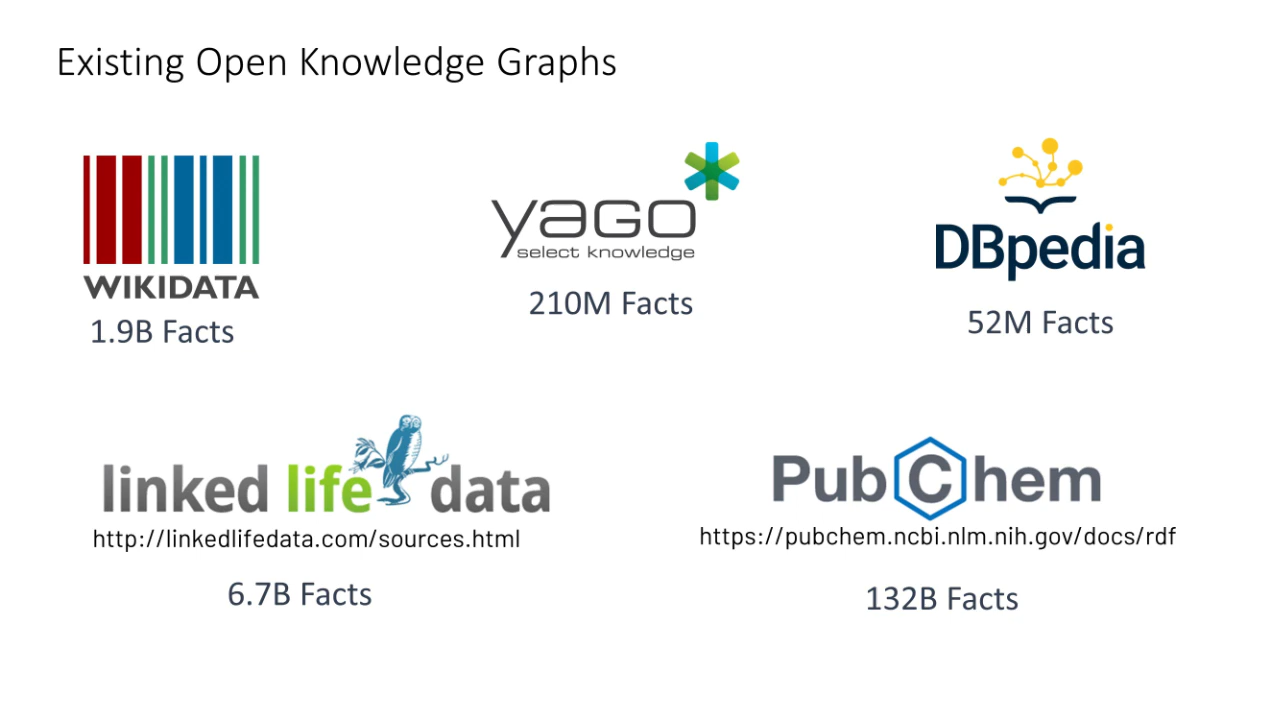 Existing Open Knowledge Graphs
WIKIDATA
1.9B Facts
yaGO
select knowledge
210M Facts
DBpedia
52M Facts
linked life data
http://linkedlifedata.com/sources.html
6.7B Facts
PubChem
https://pubchem.ncbi.nlm.nih.gov/docs/rdf
132B Facts